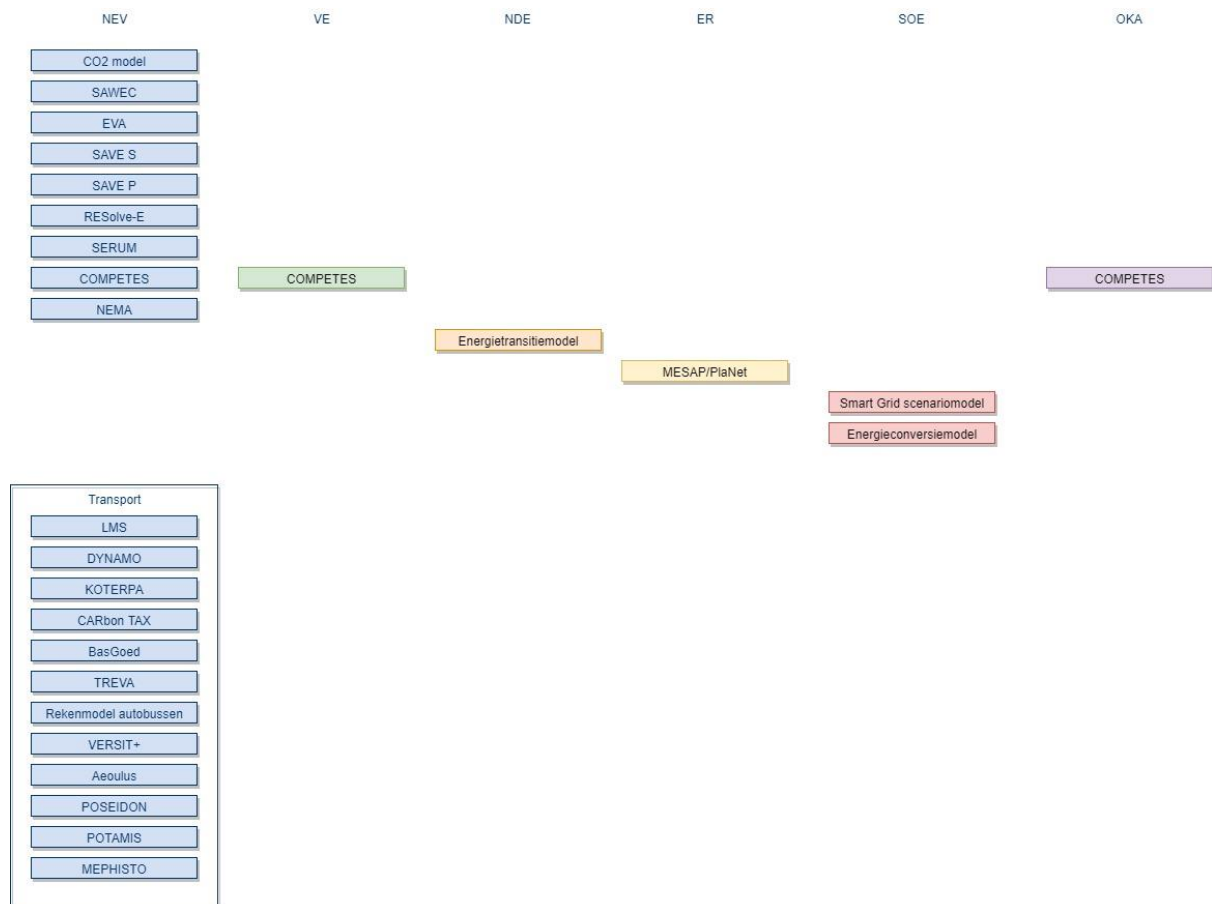 NEV VE NDE ER SOE OKA
CO2 model
SAWEC
EVA
SAVE S
SAVE P
RESolve-E
SERUM
COMPETES COMPETES COMPETES
NEMA
Energietransitiemodel
MESAP/PlaNet
Smart Grid scenariomodel
Energieconversiemodel
Transport
LMS
DYNAMO
KOTERPA
CARbon TAX
BasGoed
TREVA
Rekenmodel autobussen
VERSIT+
Aeoulus
POSEIDON
POTAMIS
MEPHISTO